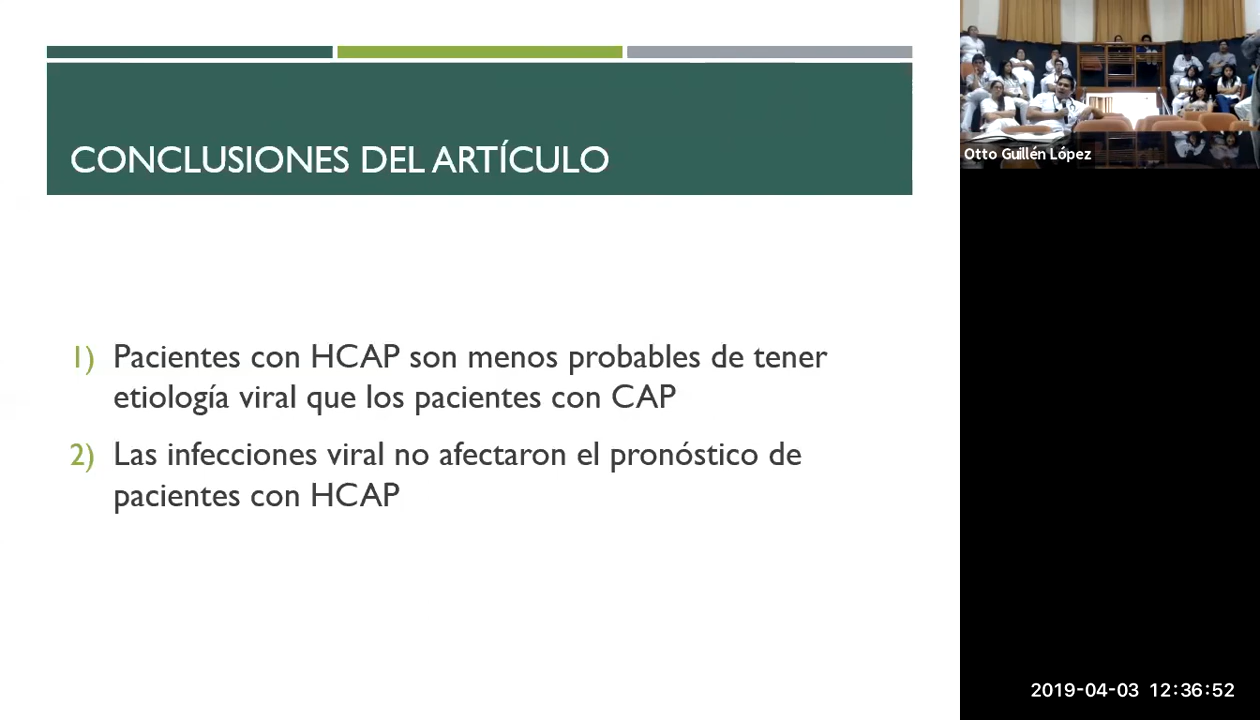 CONCLUSIONES DEL ARTÍCULO
1) Pacientes con HCAP son menos probables de tener
etiología viral que los pacientes con CAP
2) Las infecciones viral no afectaron el pronóstico de
pacientes con HCAP
Otto Guillén López
2019-04-03 12:36:52